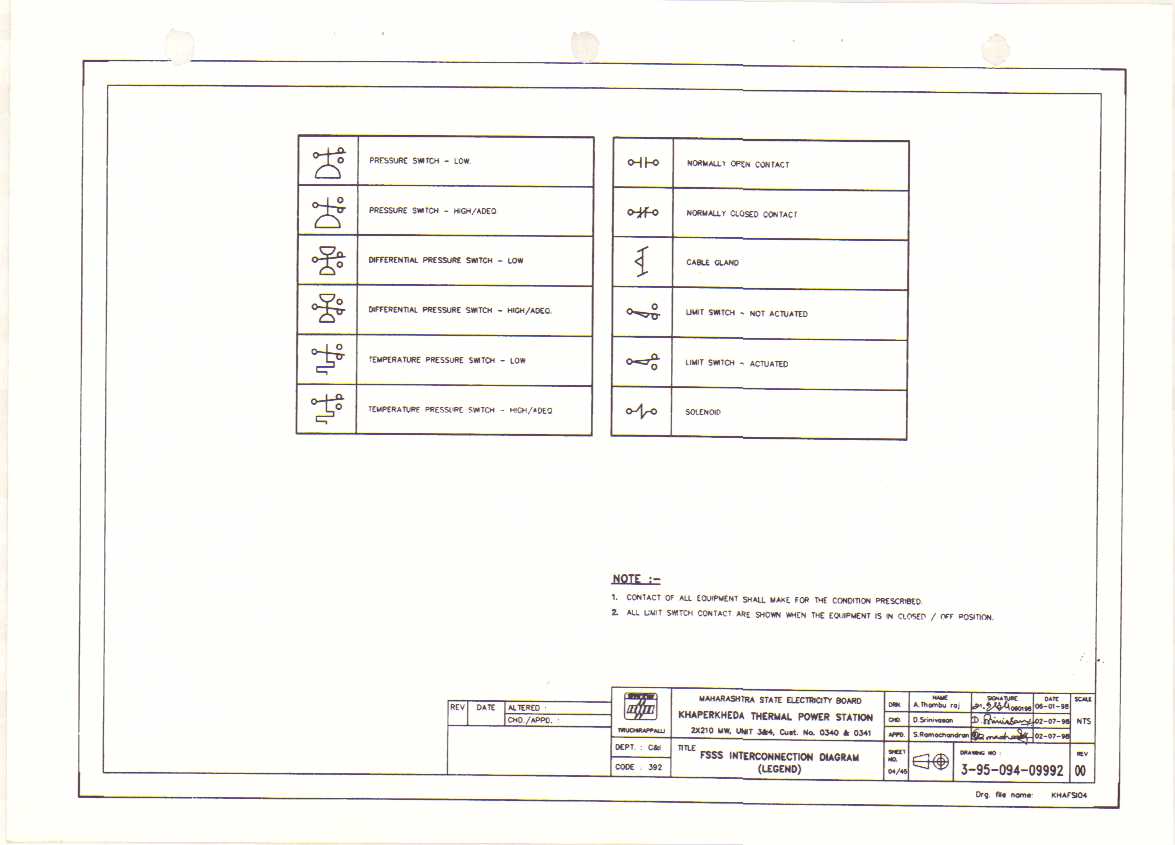 PRESSURE SWITCH - LOW.
PRESSURE SWITCH - HIGH/ADEQ
DIFFERENTIAL PRESSURE SWITCH - LOW
DIFFERENTIAL PRESSURE SWITCH - HIGH/ADEQ.
TEMPERATURE PRESSURE SWITCH - LOW
TEMPERATURE PRESSURE SWITCH - HIGH/ADEQ
NORMALLY OPEN CONTACT
NORMALLY CLOSED CONTACT
CABLE GLAND
LIMIT SWITCH - NOT ACTUATED
LIMIT SWITCH - ACTUATED
SOLENOID
NOTE :-
1. CONTACT OF ALL EQUIPMENT SHALL MAKE FOR THE CONDITION PRESCRIBED
2. ALL LIMIT SWITCH CONTACT ARE SHOWN WHEN THE EQUIPMENT IS IN CLOSED / OFF POSITION.
REV DATE ALTERED :
CHD./APPD. :
TIRUCHIRAPPALLI
DEPT. : C&I
CODE : 392
MAHARASHTRA STATE ELECTRICITY BOARD
KHAPERKHEDA THERMAL POWER STATION
2X210 MW, UNIT 3&4, Cust. No. 0340 & 0341
TITLE
FSSS INTERCONNECTION DIAGRAM
(LEGEND)
NAME SIGNATURE DATE SCALE
DRN. A.Thambu raj 06-01-98
CHD. D.Srinivasan 02-07-98 NTS
APPD. S.Ramachandran 02-07-98
SHEET NO. 04/45
DRAWING NO :
3-95-094-09992
REV
00
Drg. file name: KHAFSI04